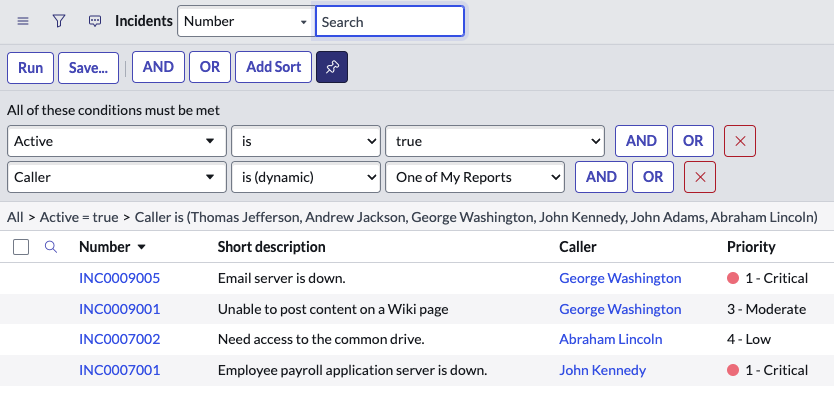 Incidents Number Search
Run Save... AND OR Add Sort
All of these conditions must be met
Active is true AND OR
Caller is (dynamic) One of My Reports AND OR
All > Active = true > Caller is (Thomas Jefferson, Andrew Jackson, George Washington, John Kennedy, John Adams, Abraham Lincoln)
Number Short description Caller Priority
INC0009005 Email server is down. George Washington 1 - Critical
INC0009001 Unable to post content on a Wiki page George Washington 3 - Moderate
INC0007002 Need access to the common drive. Abraham Lincoln 4 - Low
INC0007001 Employee payroll application server is down. John Kennedy 1 - Critical